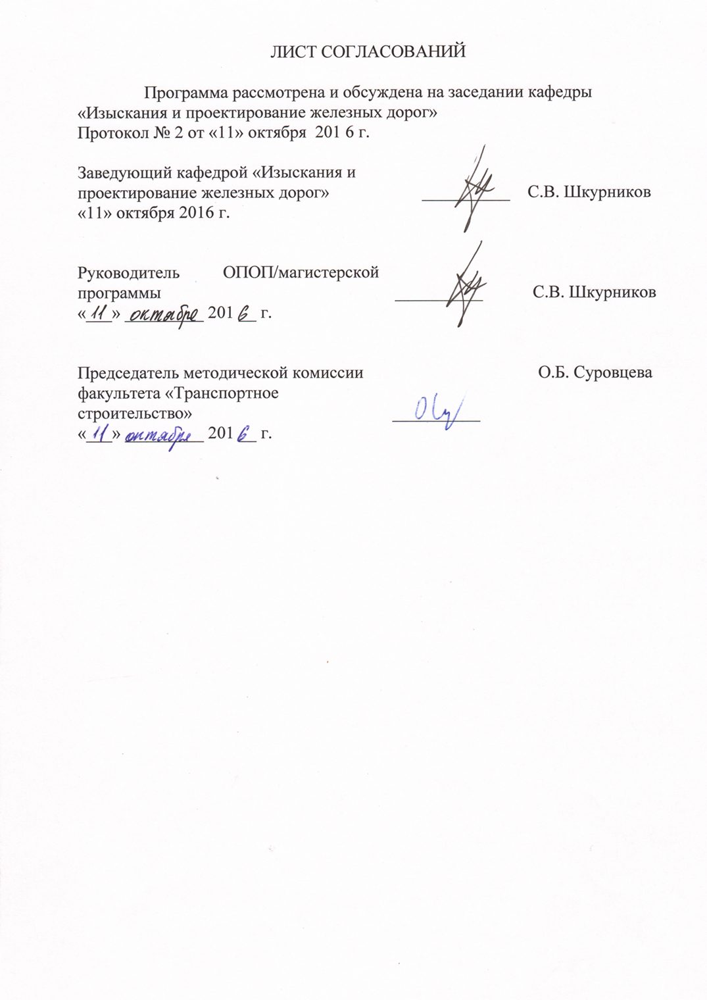 ЛИСТ СОГЛАСОВАНИЙ
Программа рассмотрена и обсуждена на заседании кафедры
«Изыскания и проектирование железных дорог»
Протокол № 2 от «11» октября 201 6 г.
Заведующий кафедрой «Изыскания и
проектирование железных дорог» С.В. Шкурников
«11» октября 2016 г.
Руководитель ОПОП/магистерской
программы С.В. Шкурников
«11» октября 2016 г.
Председатель методической комиссии О.Б. Суровцева
факультета «Транспортное
строительство»
«11» октября 2016 г.